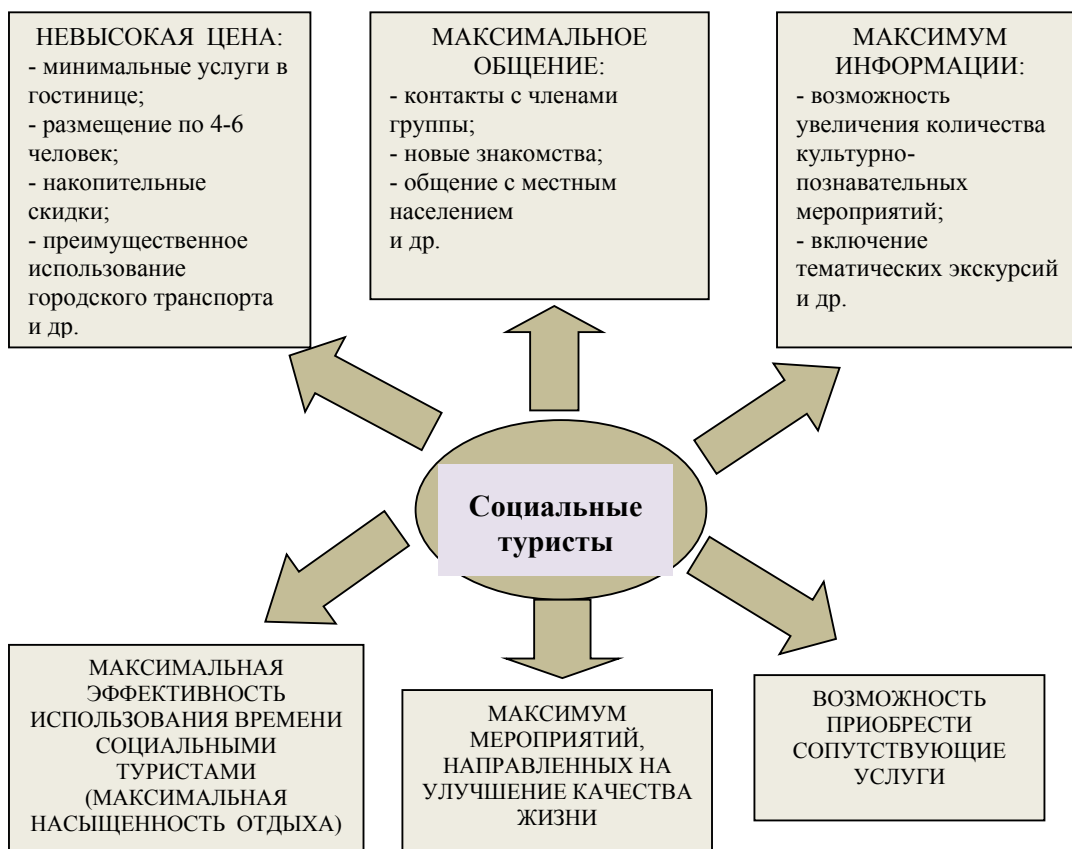 НЕВЫСОКАЯ ЦЕНА:
- минимальные услуги в
гостинице;
- размещение по 4-6
человек;
- накопительные
скидки;
- преимущественное
использование
городского транспорта
и др.
МАКСИМАЛЬНОЕ
ОБЩЕНИЕ:
- контакты с членами
группы;
- новые знакомства;
- общение с местным
населением
и др.
МАКСИМУМ
ИНФОРМАЦИИ:
- возможность
увеличения количества
культурно-
познавательных
мероприятий;
- включение
тематических экскурсий
и др.
Социальные
туристы
МАКСИМАЛЬНАЯ
ЭФФЕКТИВНОСТЬ
ИСПОЛЬЗОВАНИЯ ВРЕМЕНИ
СОЦИАЛЬНЫМИ
ТУРИСТАМИ
(МАКСИМАЛЬНАЯ
НАСЫЩЕННОСТЬ ОТДЫХА)
МАКСИМУМ
МЕРОПРИЯТИЙ,
НАПРАВЛЕННЫХ НА
УЛУЧШЕНИЕ КАЧЕСТВА
ЖИЗНИ
ВОЗМОЖНОСТЬ
ПРИОБРЕСТИ
СОПУТСТВУЮЩИЕ
УСЛУГИ